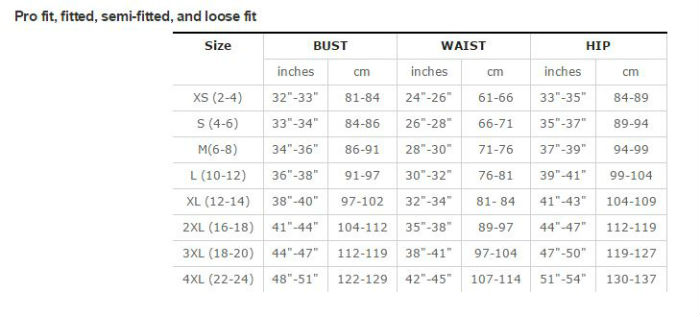 Pro fit, fitted, semi-fitted, and loose fit
Size BUST WAIST HIP
inches cm inches cm inches cm
XS (2-4) 32"-33" 81-84 24"-26" 61-66 33"-35" 84-89
S (4-6) 33"-34" 84-86 26"-28" 66-71 35"-37" 89-94
M(6-8) 34"-36" 86-91 28"-30" 71-76 37"-39" 94-99
L (10-12) 36"-38" 91-97 30"-32" 76-81 39"-41" 99-104
XL (12-14) 38"-40" 97-102 32"-34" 81- 84 41"-43" 104-109
2XL (16-18) 41"-44" 104-112 35"-38" 89-97 44"-47" 112-119
3XL (18-20) 44"-47" 112-119 38"-41" 97-104 47"-50" 119-127
4XL (22-24) 48"-51" 122-129 42"-45" 107-114 51"-54" 130-137